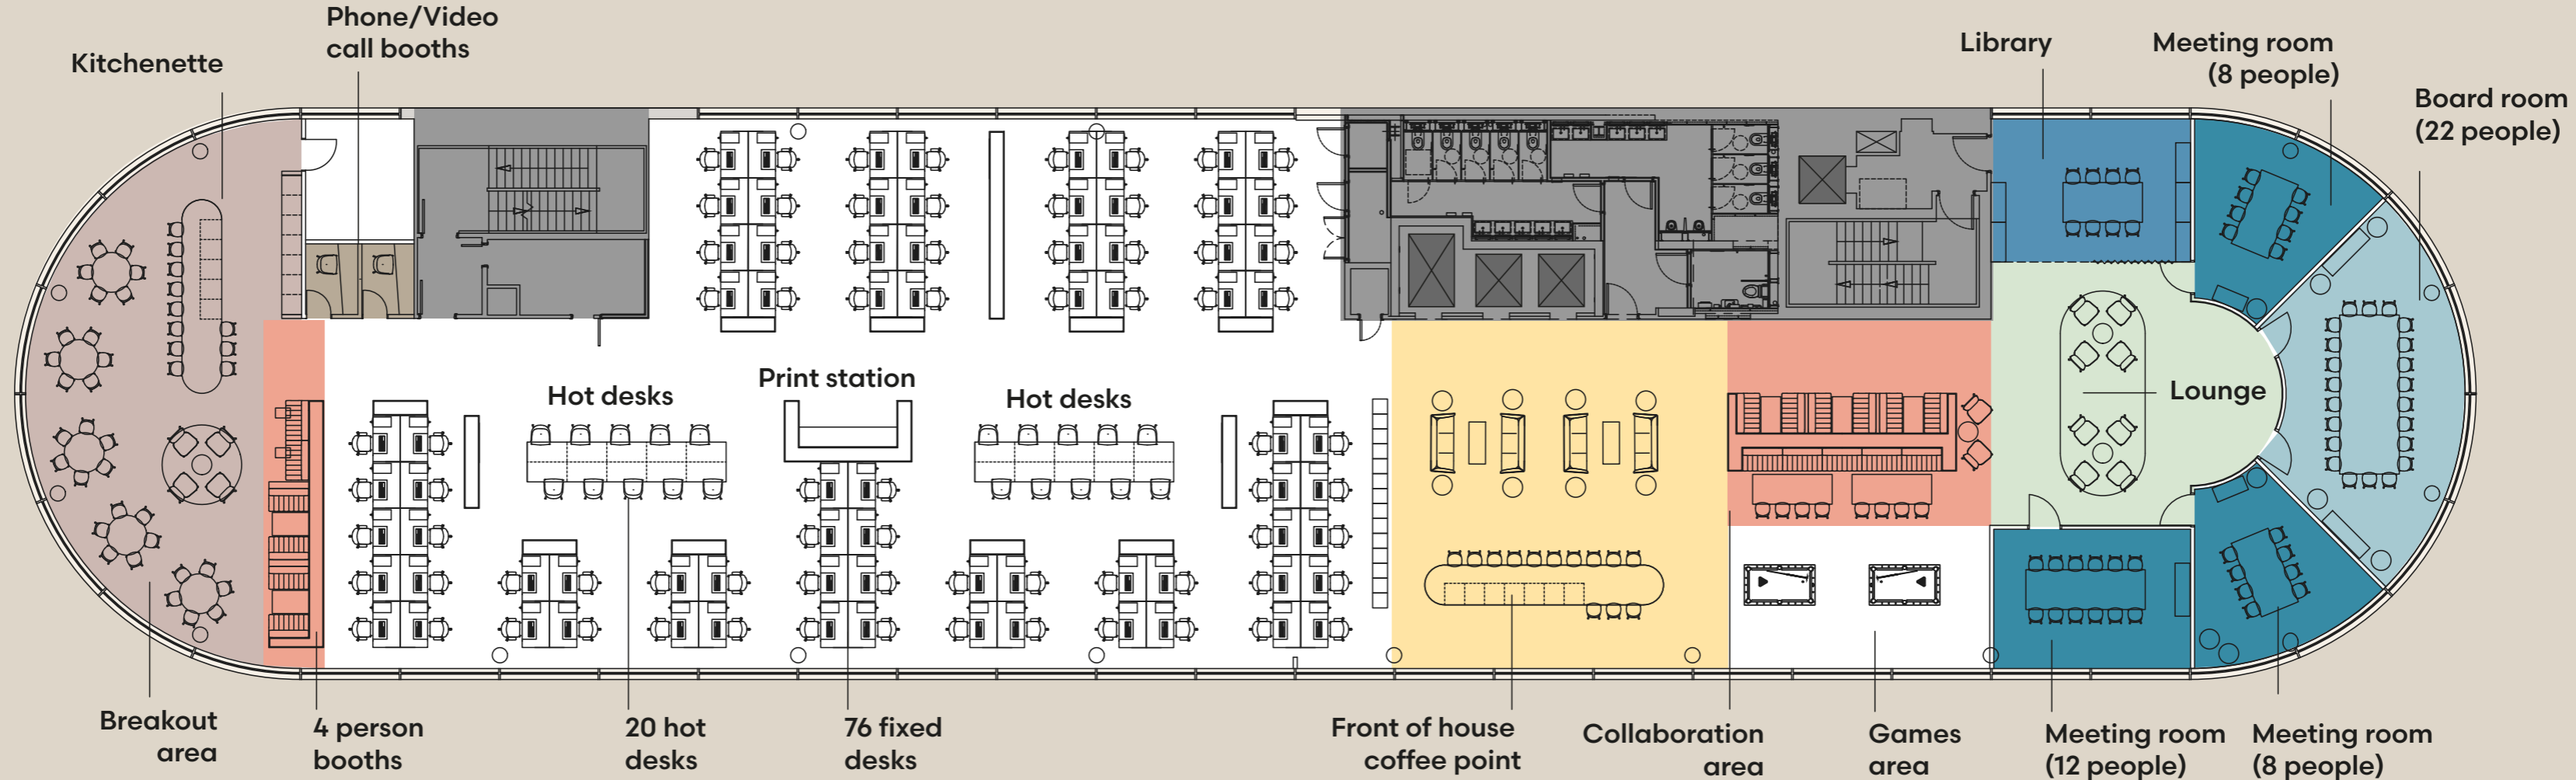 Phone/Video
call booths
Kitchenette
Library
Meeting room
(8 people)
Board room
(22 people)
Hot desks
Print station
Hot desks
Lounge
Breakout
area
4 person
booths
20 hot
desks
76 fixed
desks
Front of house
coffee point
Collaboration
area
Games
area
Meeting room
(12 people)
Meeting room
(8 people)